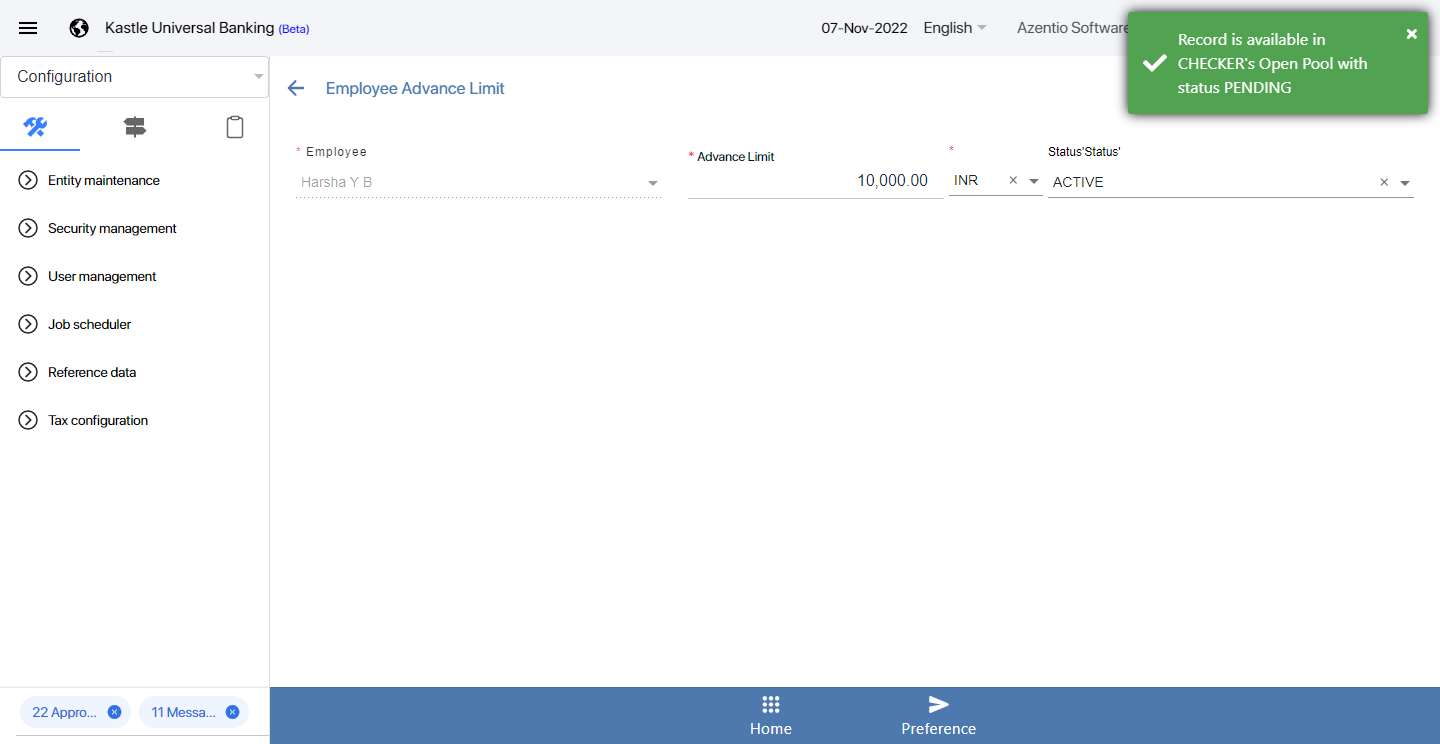 Kastle Universal Banking (Beta)
07-Nov-2022
English
Azentio Software
Record is available in
CHECKER's Open Pool with
status PENDING
Configuration
Employee Advance Limit
* Employee
Harsha Y B
* Advance Limit
10,000.00
*
INR
Status'Status'
ACTIVE
Entity maintenance
Security management
User management
Job scheduler
Reference data
Tax configuration
22 Appro...
11 Messa...
Home
Preference